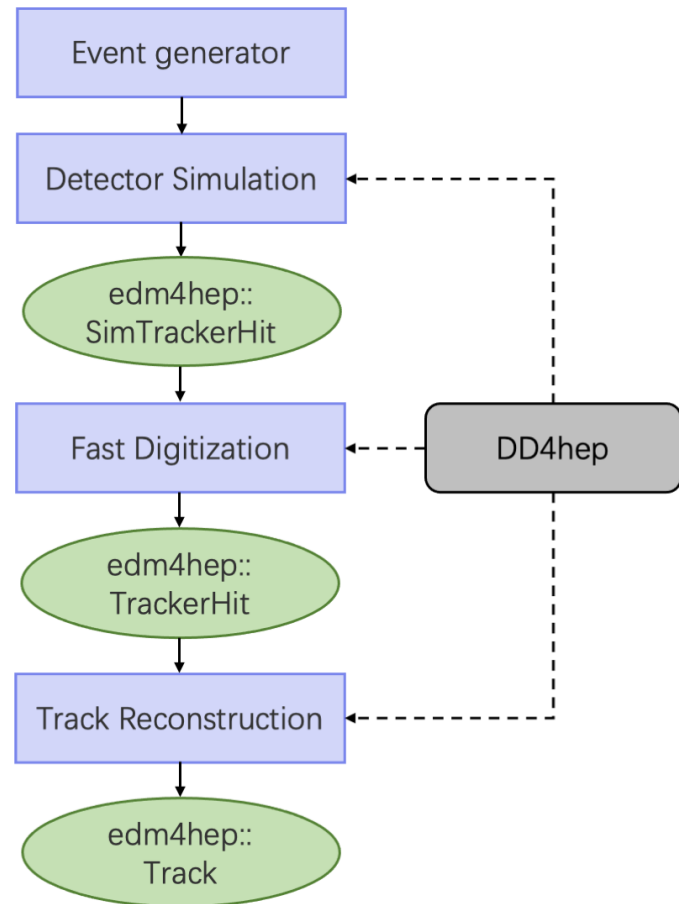 Event generator
Detector Simulation
edm4hep::
SimTrackerHit
Fast Digitization
DD4hep
edm4hep::
TrackerHit
Track Reconstruction
edm4hep::
Track